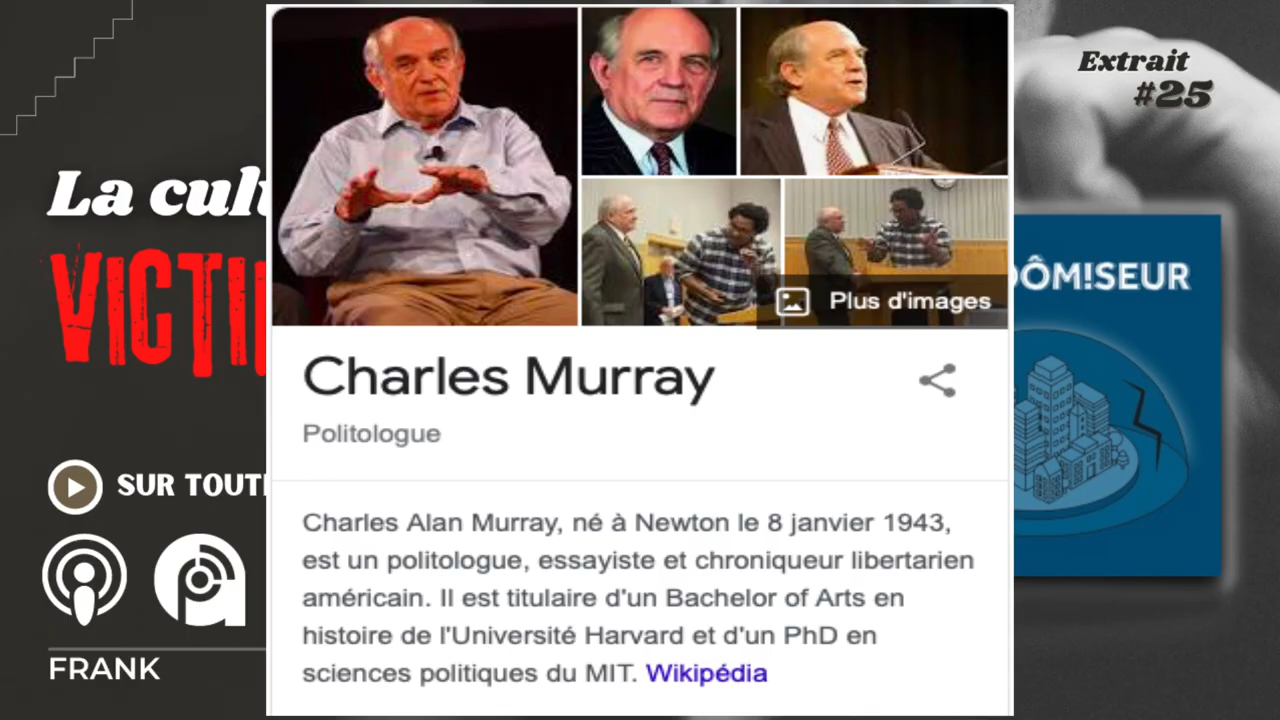 Extrait
#25
La cul
VICTI
DÔM!SEUR
Plus d'images
Charles Murray
Politologue
Charles Alan Murray, né à Newton le 8 janvier 1943,
est un politologue, essayiste et chroniqueur libertarien
américain. Il est titulaire d'un Bachelor of Arts en
histoire de l'Université Harvard et d'un PhD en
sciences politiques du MIT. Wikipédia
SUR TOUT
FRANK